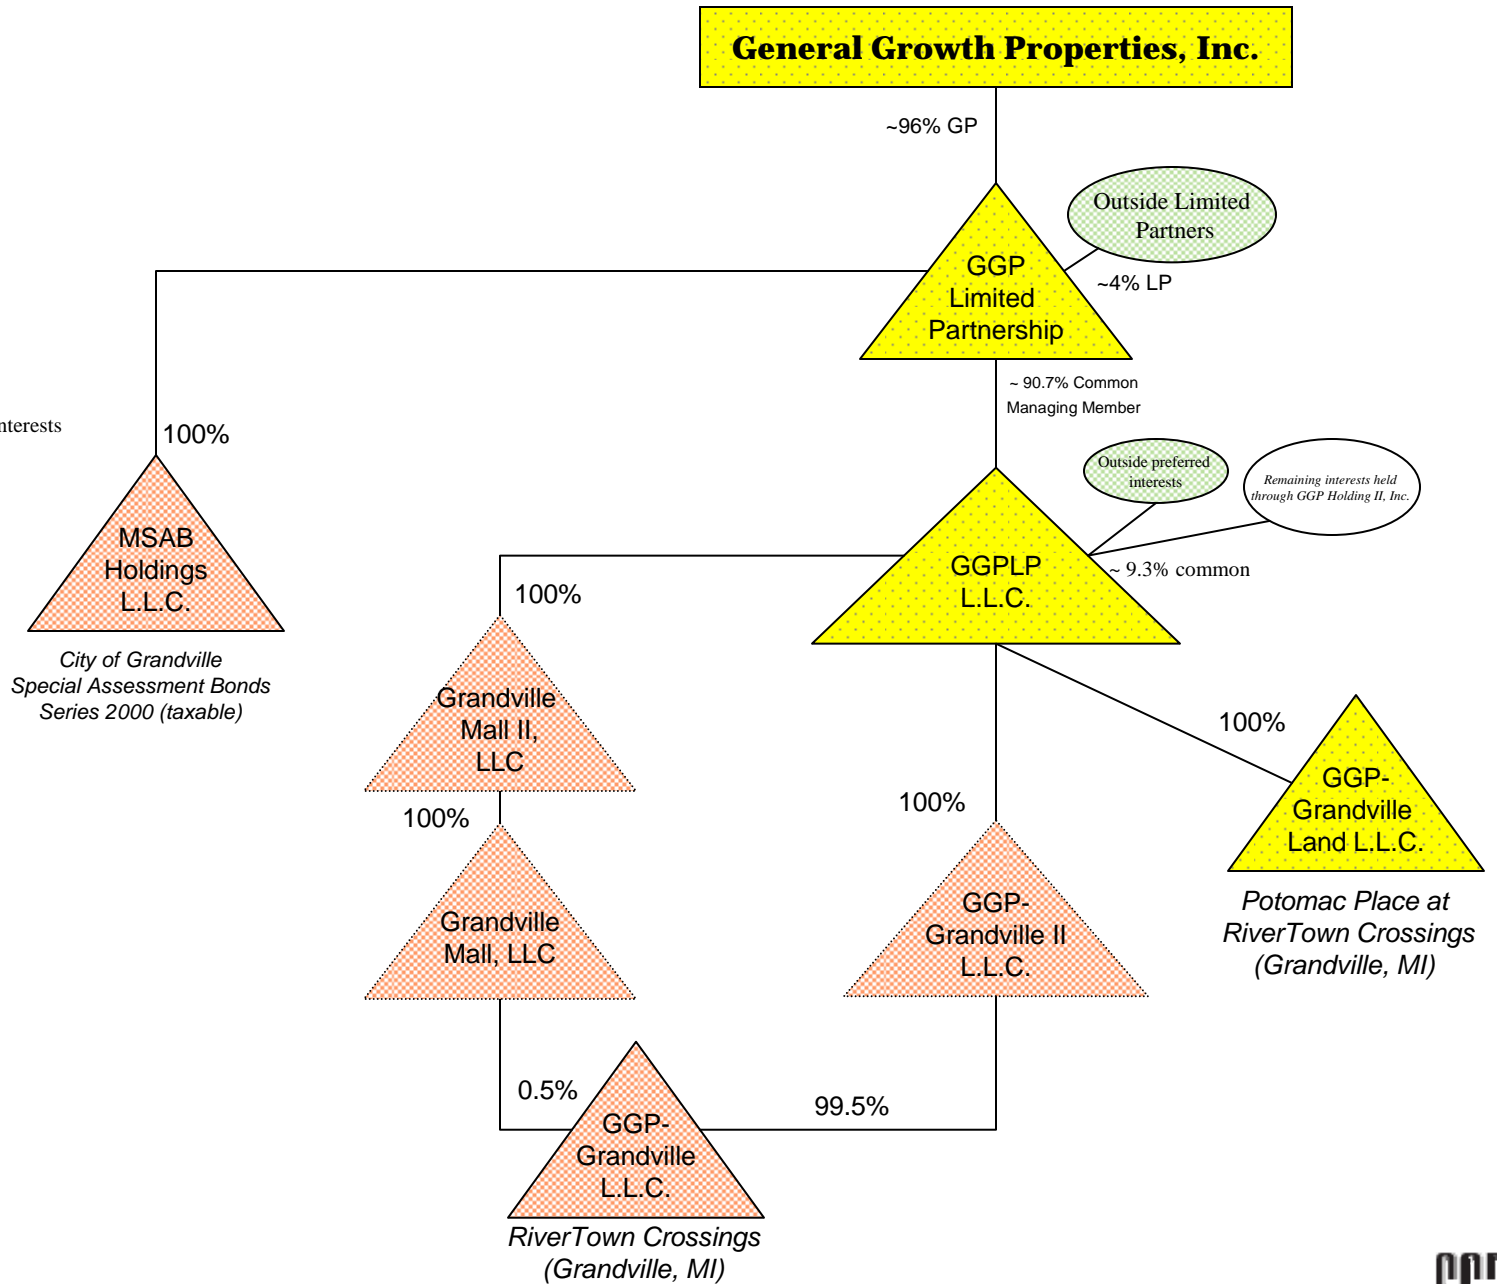 General Growth Properties, Inc.
~96% GP
Outside Limited
Partners
GGP
Limited
Partnership
~4% LP
~ 90.7% Common
Managing Member
nterests
100%
MSAB
Holdings
L.L.C.
City of Grandville
Special Assessment Bonds
Series 2000 (taxable)
Outside preferred
interests
Remaining interests held
through GGP Holding II, Inc.
GGPLP
L.L.C.
~ 9.3% common
100%
Grandville
Mall II,
LLC
100%
Grandville
Mall, LLC
100%
GGP-
Grandville II
L.L.C.
100%
GGP-
Grandville
Land L.L.C.
Potomac Place at
RiverTown Crossings
(Grandville, MI)
0.5%
99.5%
GGP-
Grandville
L.L.C.
RiverTown Crossings
(Grandville, MI)